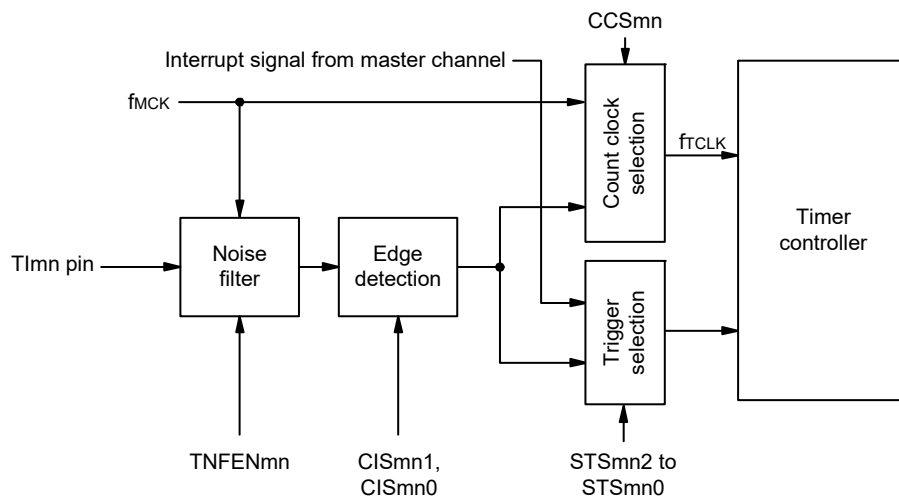 CCSmn
Interrupt signal from master channel
fMCK
Count clock
selection
fTCLK
Timer
controller
TImn pin
Noise
filter
Edge
detection
Trigger
selection
TNFENmn
CISmn1,
CISmn0
STSmn2 to
STSmn0